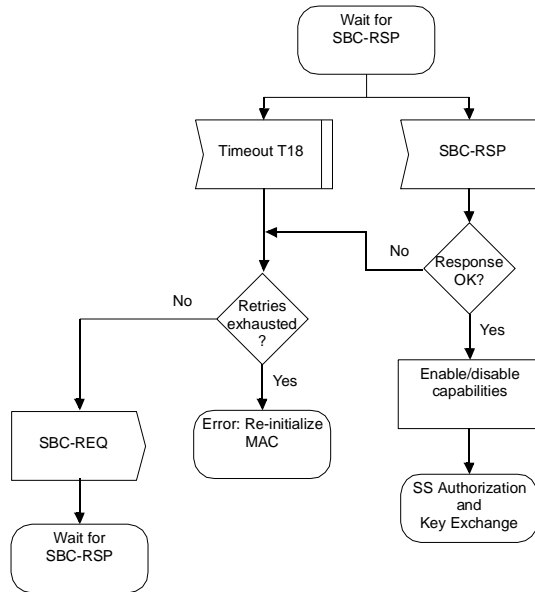 Wait for
SBC-RSP
Timeout T18
SBC-RSP
No
Response
OK?
No
Retries
exhausted
?
Yes
Enable/disable
capabilities
Yes
SBC-REQ
Error: Re-initialize
MAC
SS Authorization
and
Key Exchange
Wait for
SBC-RSP